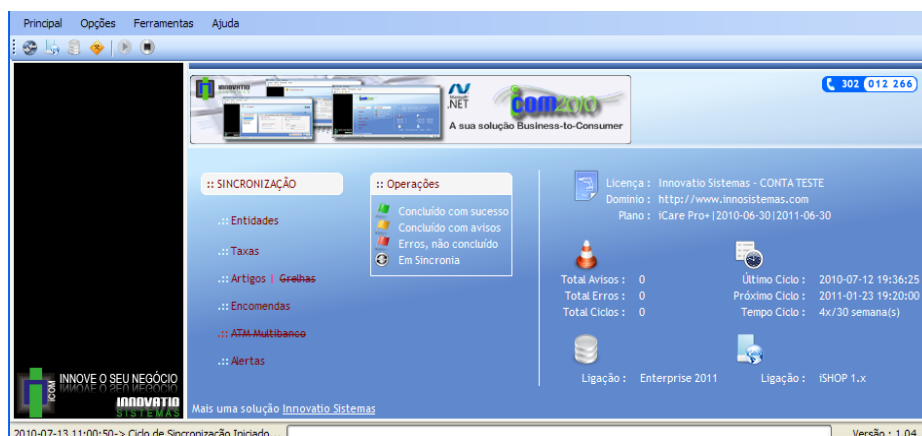 Principal Opções Ferramentas Ajuda
INNOVATIO
Microsoft
.NET
icom2010
A sua solução Business-to-Consumer
302 012 266)
:: SINCRONIZAÇÃO
.:: Entidades
.:: Taxas
.:: Artigos | Grelhas
.:: Encomendas
.:: ATM Multibanco
.:: Alertas
:: Operações
Concluído com sucesso
Concluído com avisos
Erros, não concluído
Em Sincronia
Licença : Innovatio Sistemas - CONTA TESTE
Dominio : http://www.innosistemas.com
Plano : iCare Pro+|2010-06-30|2011-06-30
Total Avisos : 0
Total Erros : 0
Total Ciclos : 0
Último Ciclo : 2010-07-12 19:36:25
Próximo Ciclo : 2011-01-23 19:20:00
Tempo Ciclo : 4x/30 semana(s)
Ligação : Enterprise 2011
Ligação : iSHOP 1.x
iCOM
INNOVE O SEU NEGÓCIO
INNOVATIO
SISTEMAS
Mais uma solução Innovatio Sistemas
2010-07-13 11:00:50-> Ciclo de Sincronização Iniciado...
Versão : 1.04